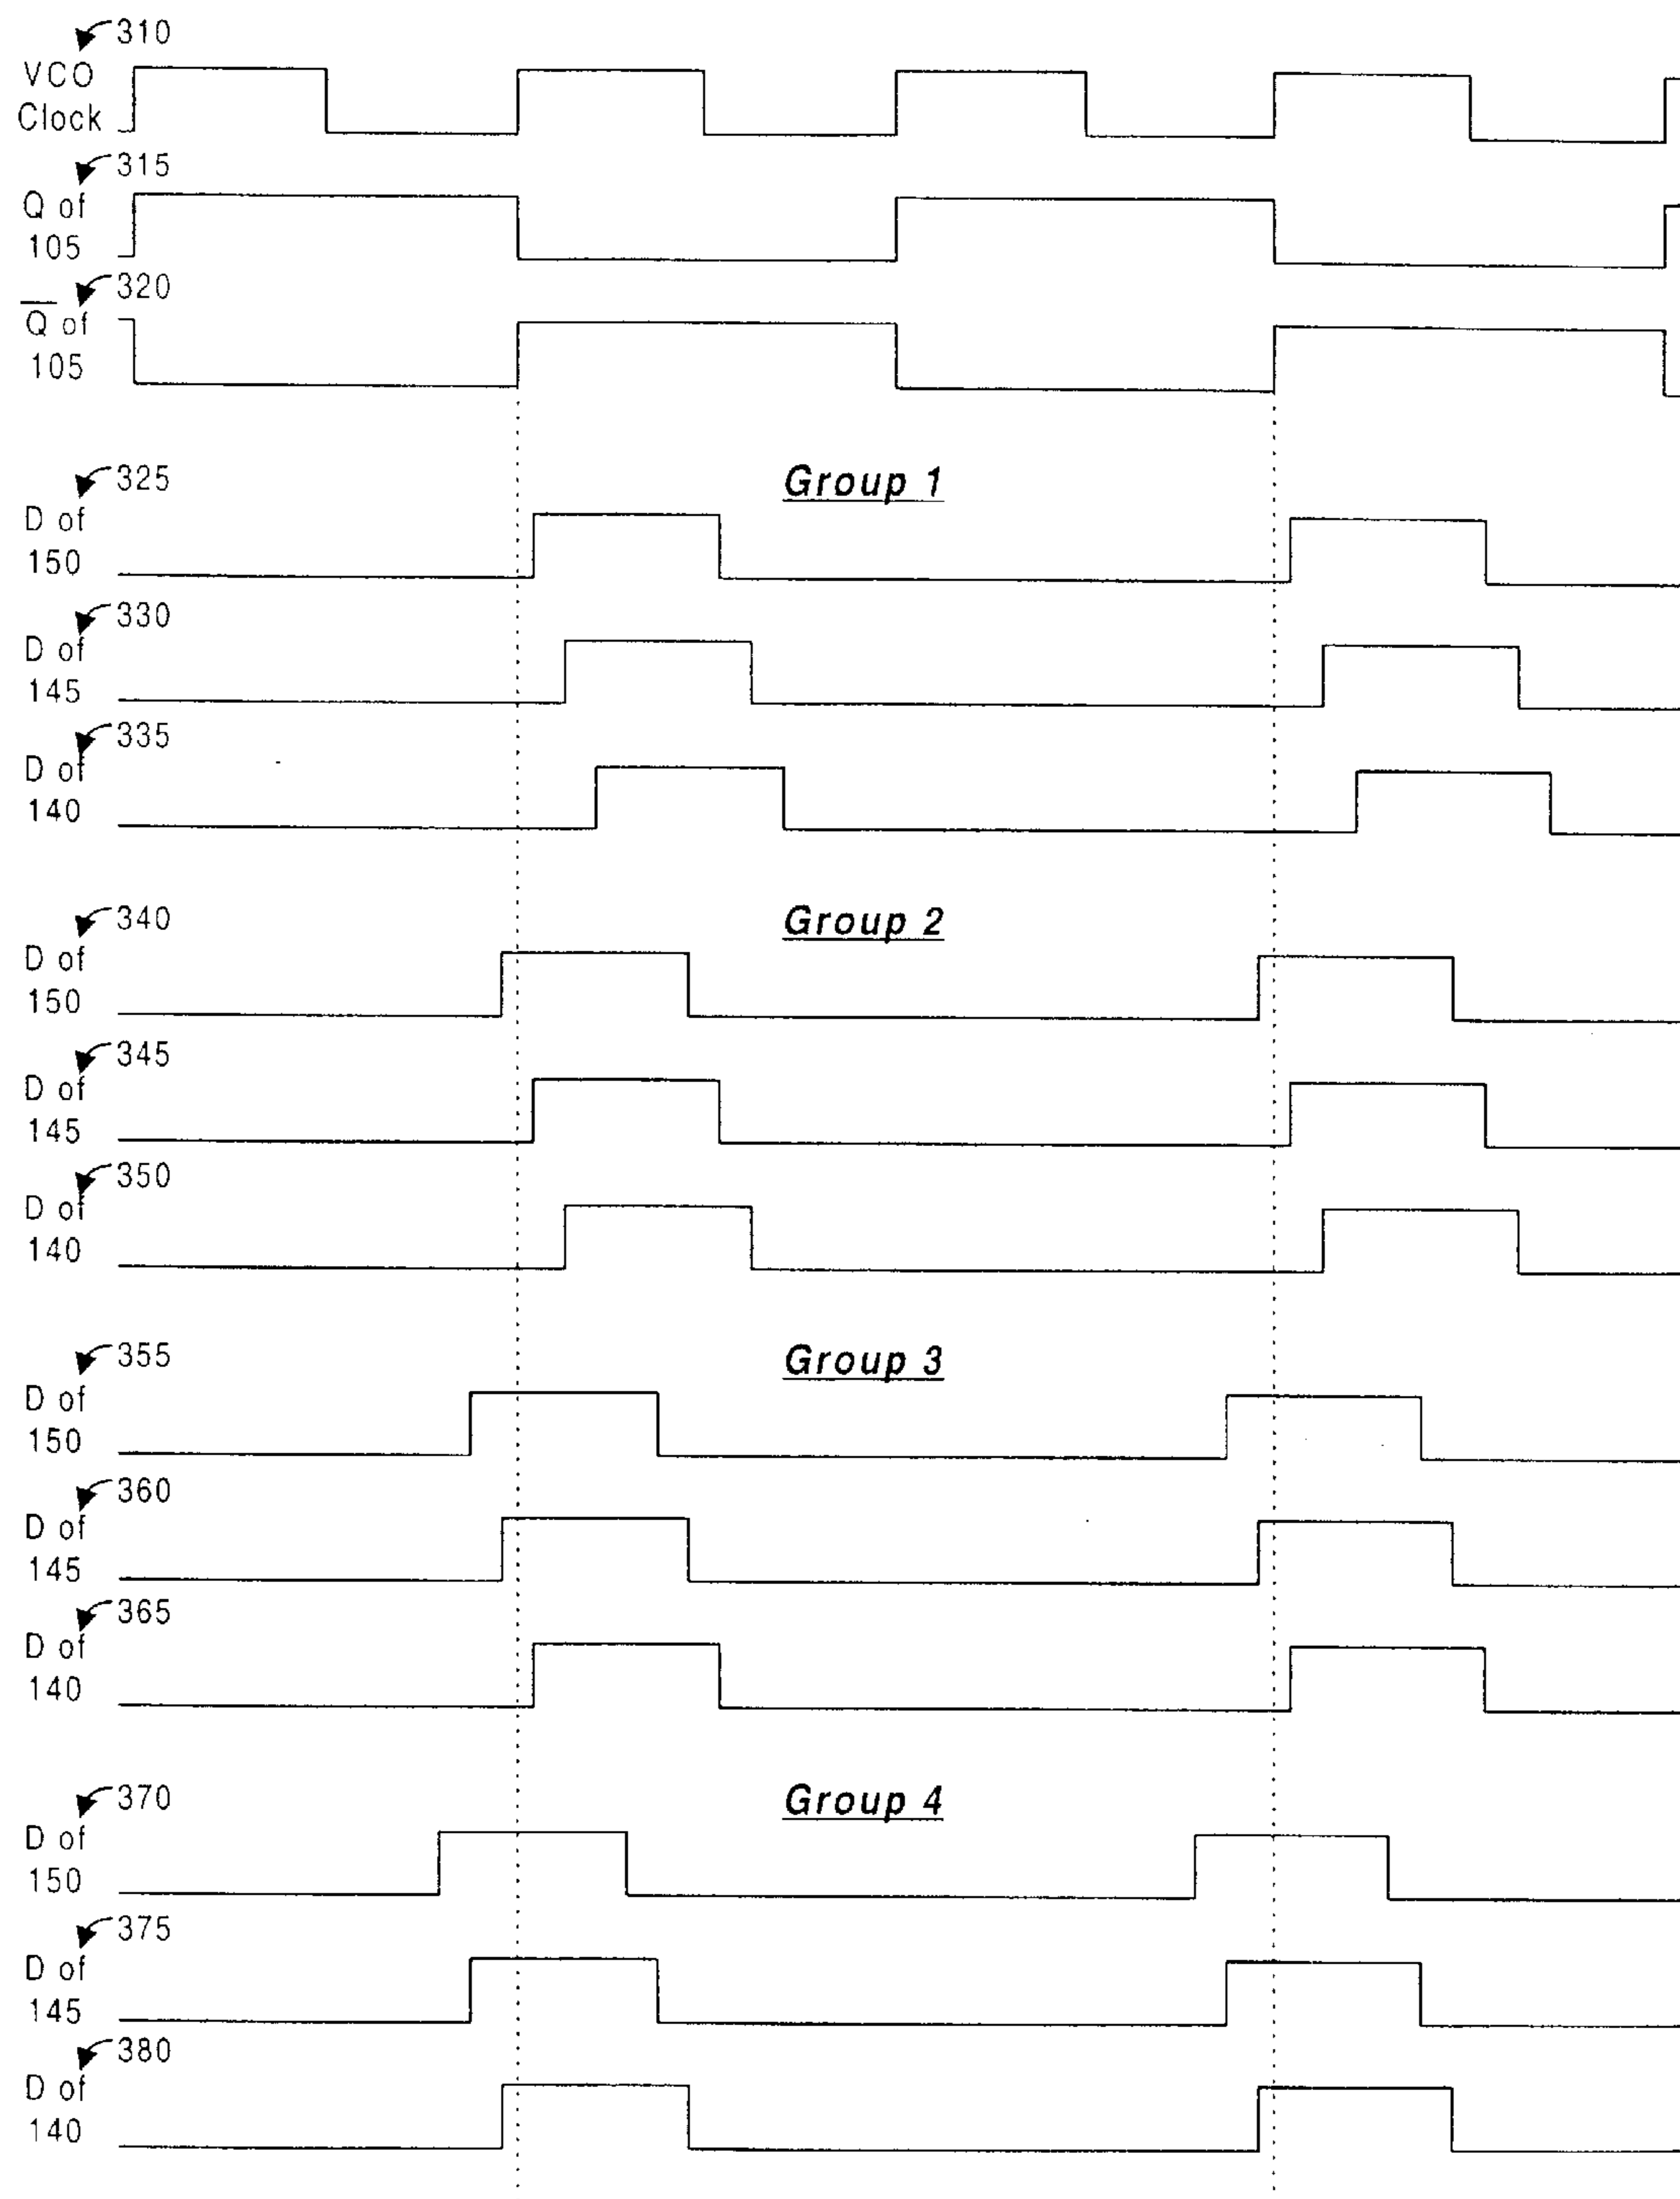 310
VCO
Clock
315
Q of
105
320
Q̅ of
105
Group 1
325
D of
150
330
D of
145
335
D of
140
Group 2
340
D of
150
345
D of
145
350
D of
140
Group 3
355
D of
150
360
D of
145
365
D of
140
Group 4
370
D of
150
375
D of
145
380
D of
140